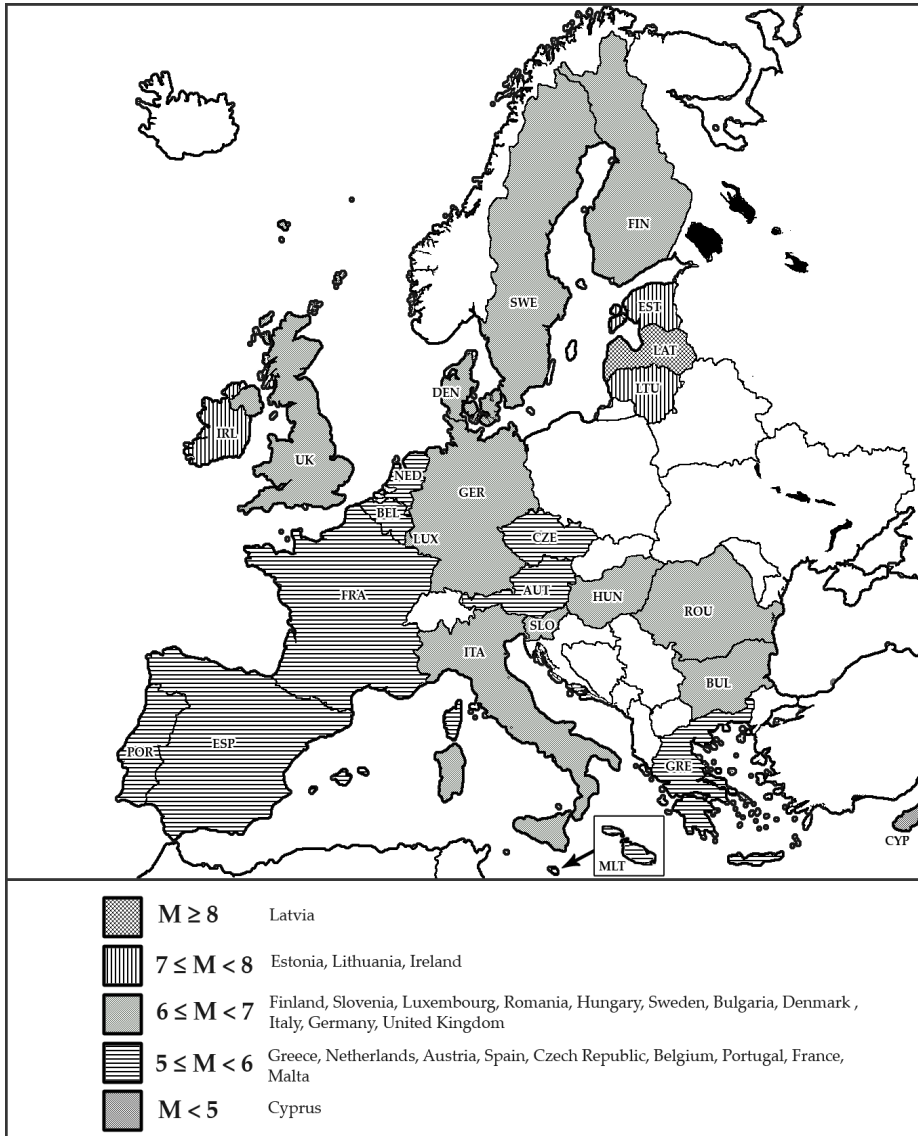 FIN
SWE
EST
LAT
LTU
DEN
IRL
UK
NED
GER
BEL
LUX
CZE
FRA
AUT
HUN
SLO
ROU
ITA
BUL
POR
ESP
GRE
CYP
MLT
M ≥ 8 Latvia
7 ≤ M < 8 Estonia, Lithuania, Ireland
6 ≤ M < 7 Finland, Slovenia, Luxembourg, Romania, Hungary, Sweden, Bulgaria, Denmark ,
Italy, Germany, United Kingdom
5 ≤ M < 6 Greece, Netherlands, Austria, Spain, Czech Republic, Belgium, Portugal, France,
Malta
M < 5 Cyprus